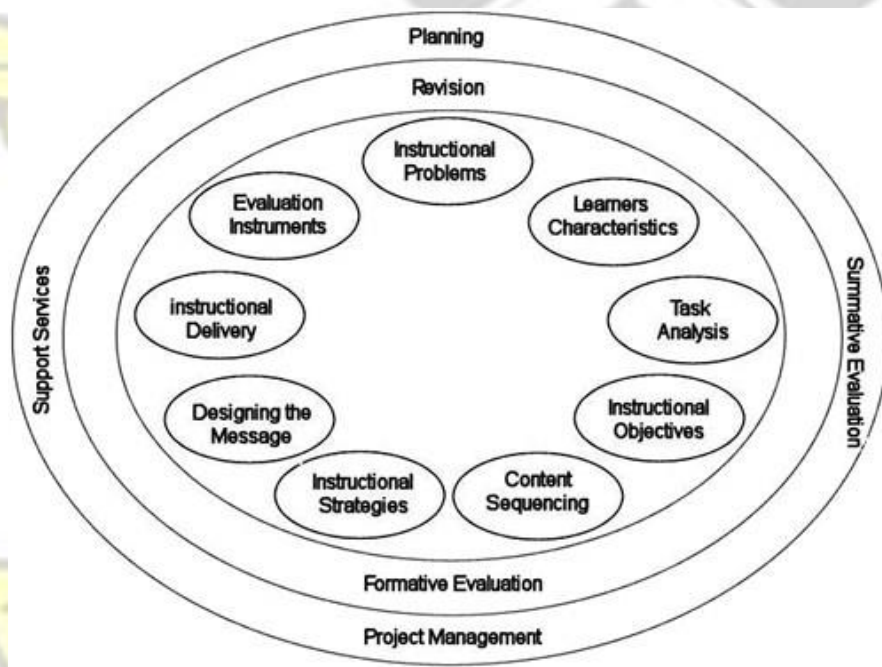 Planning
Revision
Instructional
Problems
Learners
Characteristics
Task
Analysis
Instructional
Objectives
Content
Sequencing
Instructional
Strategies
Designing the
Message
instructional
Delivery
Evaluation
Instruments
Support Services
Summative Evaluation
Formative Evaluation
Project Management